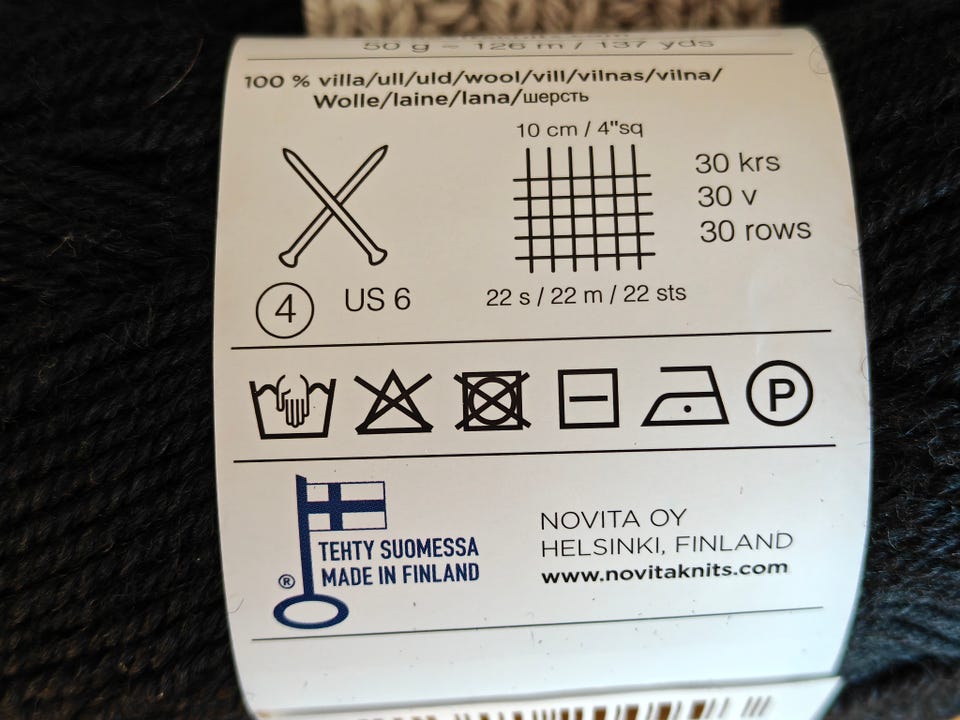 50 g ~ 126 m / 137 yds
100 % villa/ull/uld/wool/vill/vilnas/vilna/
Wolle/laine/lana/шерсть
10 cm / 4"sq
30 krs
30 v
30 rows
4
US 6
22 s / 22 m / 22 sts
P
TEHTY SUOMESSA
® MADE IN FINLAND
NOVITA OY
HELSINKI, FINLAND
www.novitaknits.com